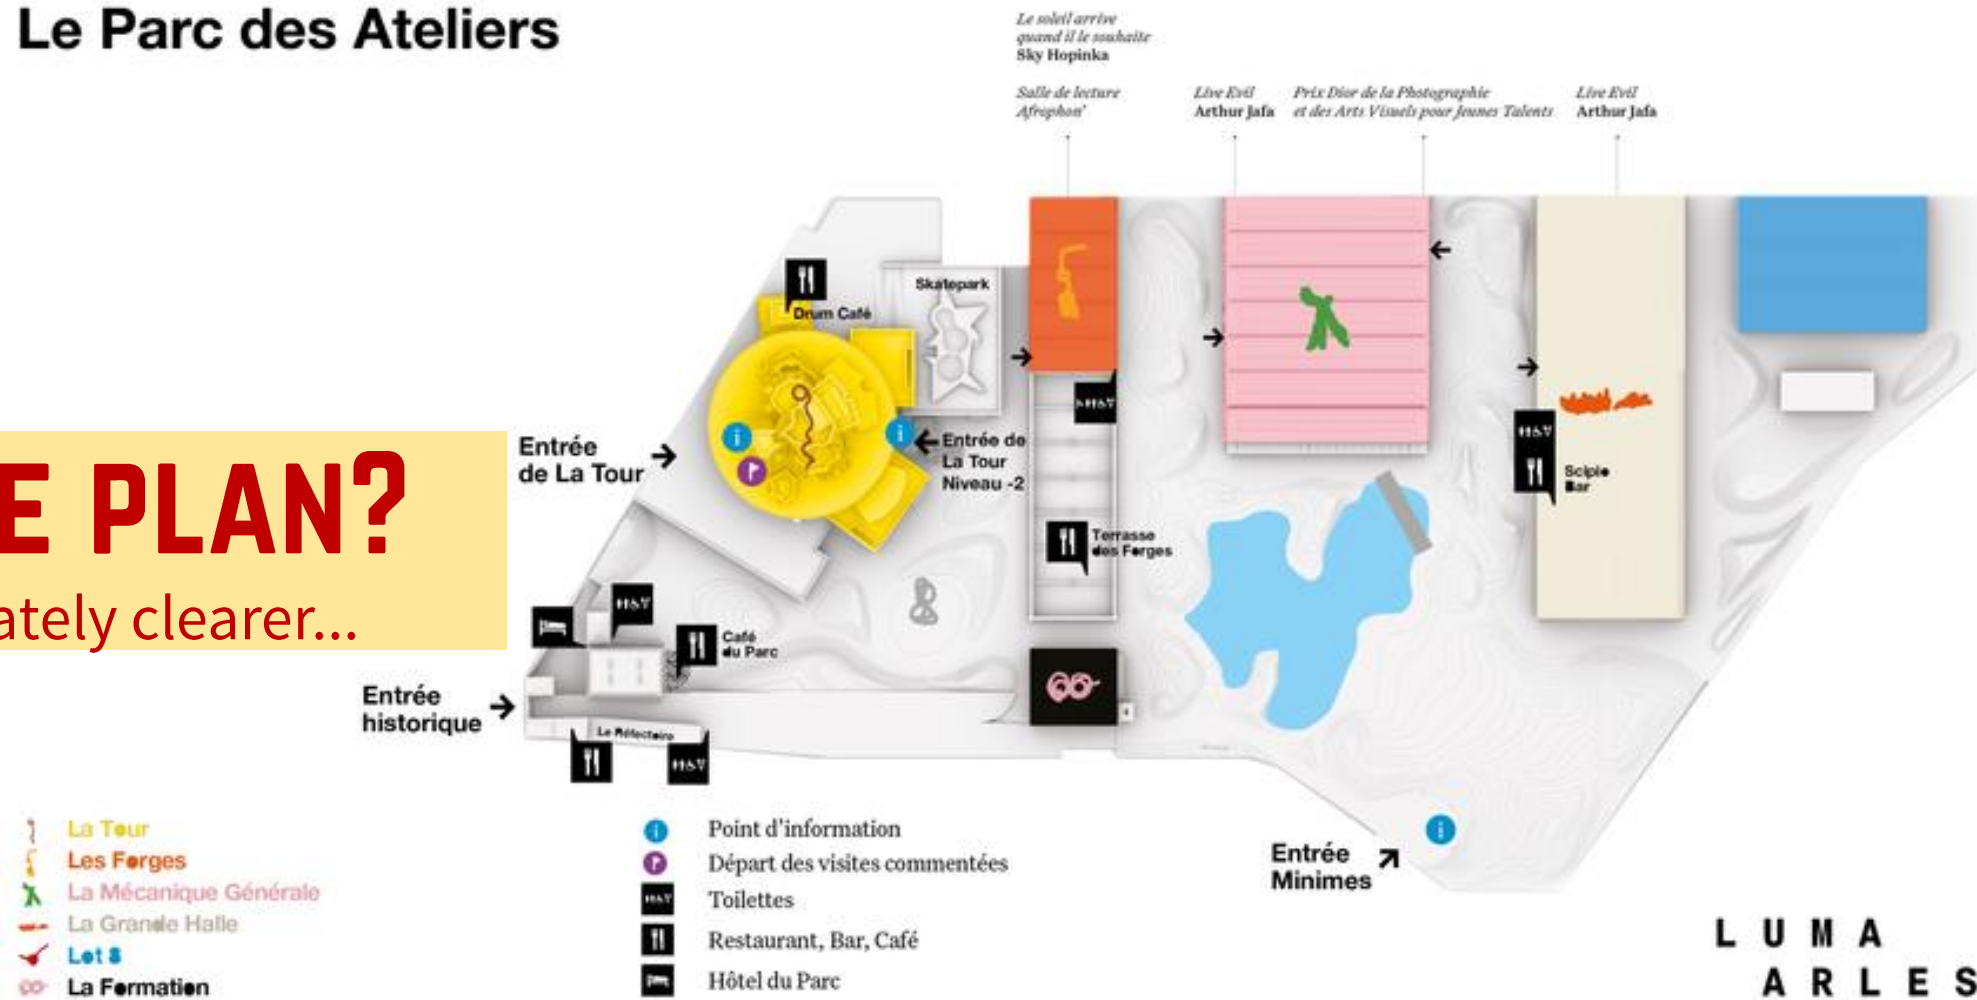 Le Parc des Ateliers
Le soleil arrive
quand il le souhaite
Sky Hopinka
Salle de lecture
Afrophon'
Live Evil
Arthur Jafa
Prix Dior de la Photographie
et des Arts Visuels pour Jeunes Talents
Live Evil
Arthur Jafa
Skatepark
Drum Café
E PLAN?
ately clearer...
Entrée
de La Tour
Entrée de
La Tour
Niveau -2
Scipio
Bar
Terrasse
des Forges
Café
du Parc
Entrée
historique
Le Réfectoire
Entrée
Minimes
La Tour
Les Forges
La Mécanique Générale
La Grande Halle
Lot 8
La Formation
Point d'information
Départ des visites commentées
Toilettes
Restaurant, Bar, Café
Hôtel du Parc
LUMA
ARLES